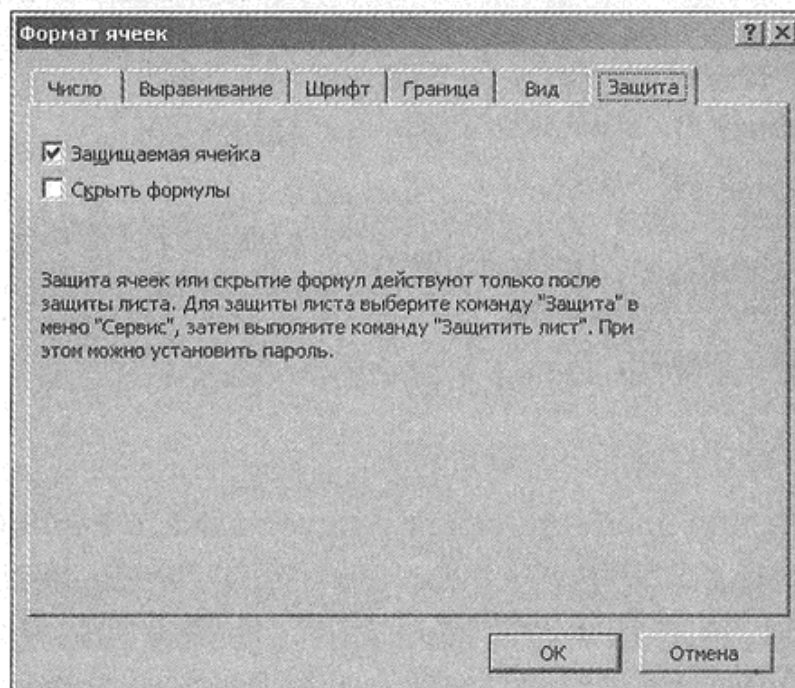 Формат ячеек
Число Выравнивание Шрифт Граница Вид Защита
Защищаемая ячейка
Скрыть формулы
Защита ячеек или скрытие формул действуют только после
защиты листа. Для защиты листа выберите команду "Защита" в
меню "Сервис", затем выполните команду "Защитить лист". При
этом можно установить пароль.
ОК Отмена